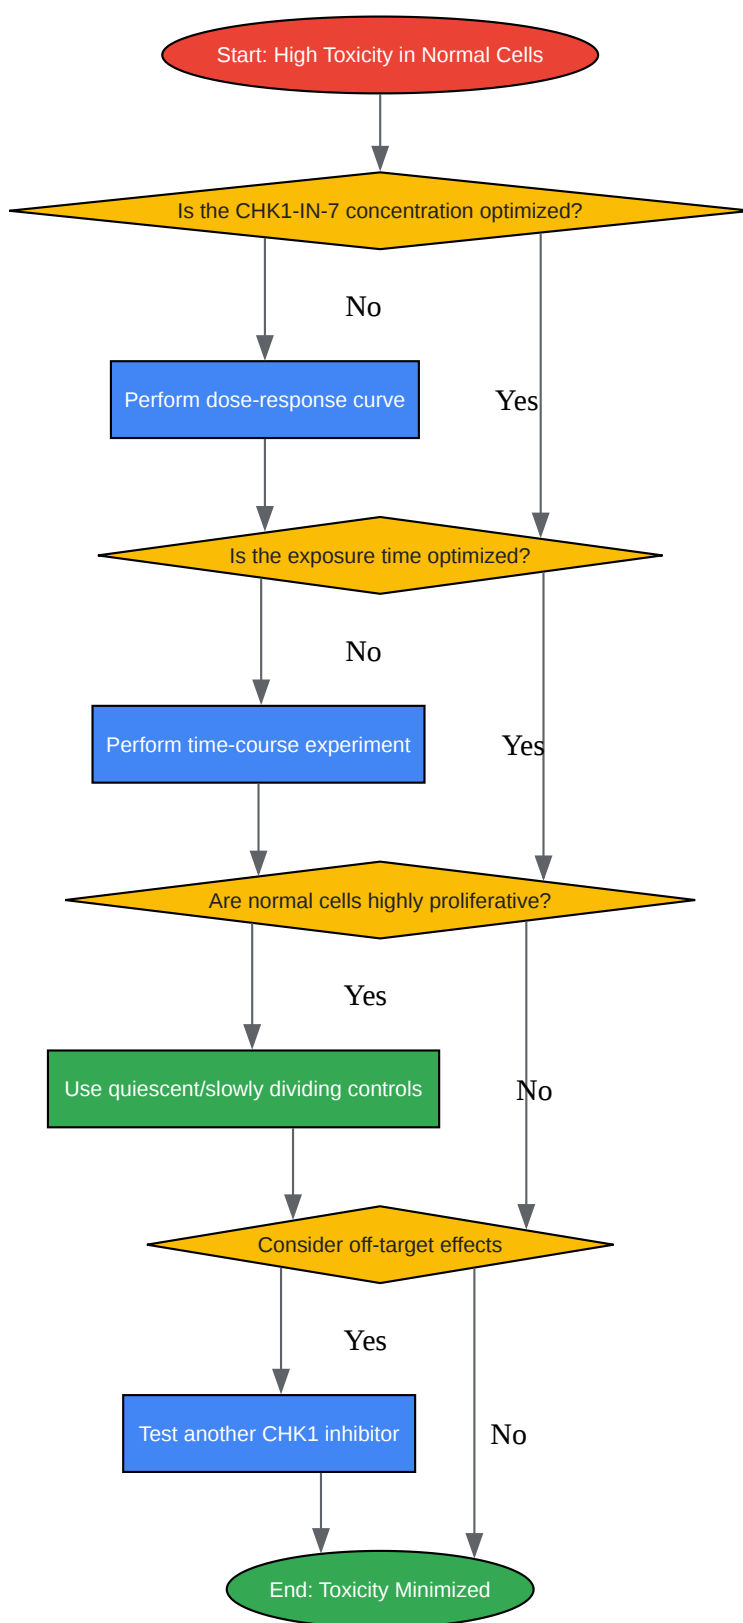 Start: High Toxicity in Normal Cells
Is the CHK1-IN-7 concentration optimized?
No
Perform dose-response curve
Yes
Is the exposure time optimized?
No
Perform time-course experiment
Yes
Are normal cells highly proliferative?
Yes
Use quiescent/slowly dividing controls
No
Consider off-target effects
Yes
Test another CHK1 inhibitor
No
End: Toxicity Minimized